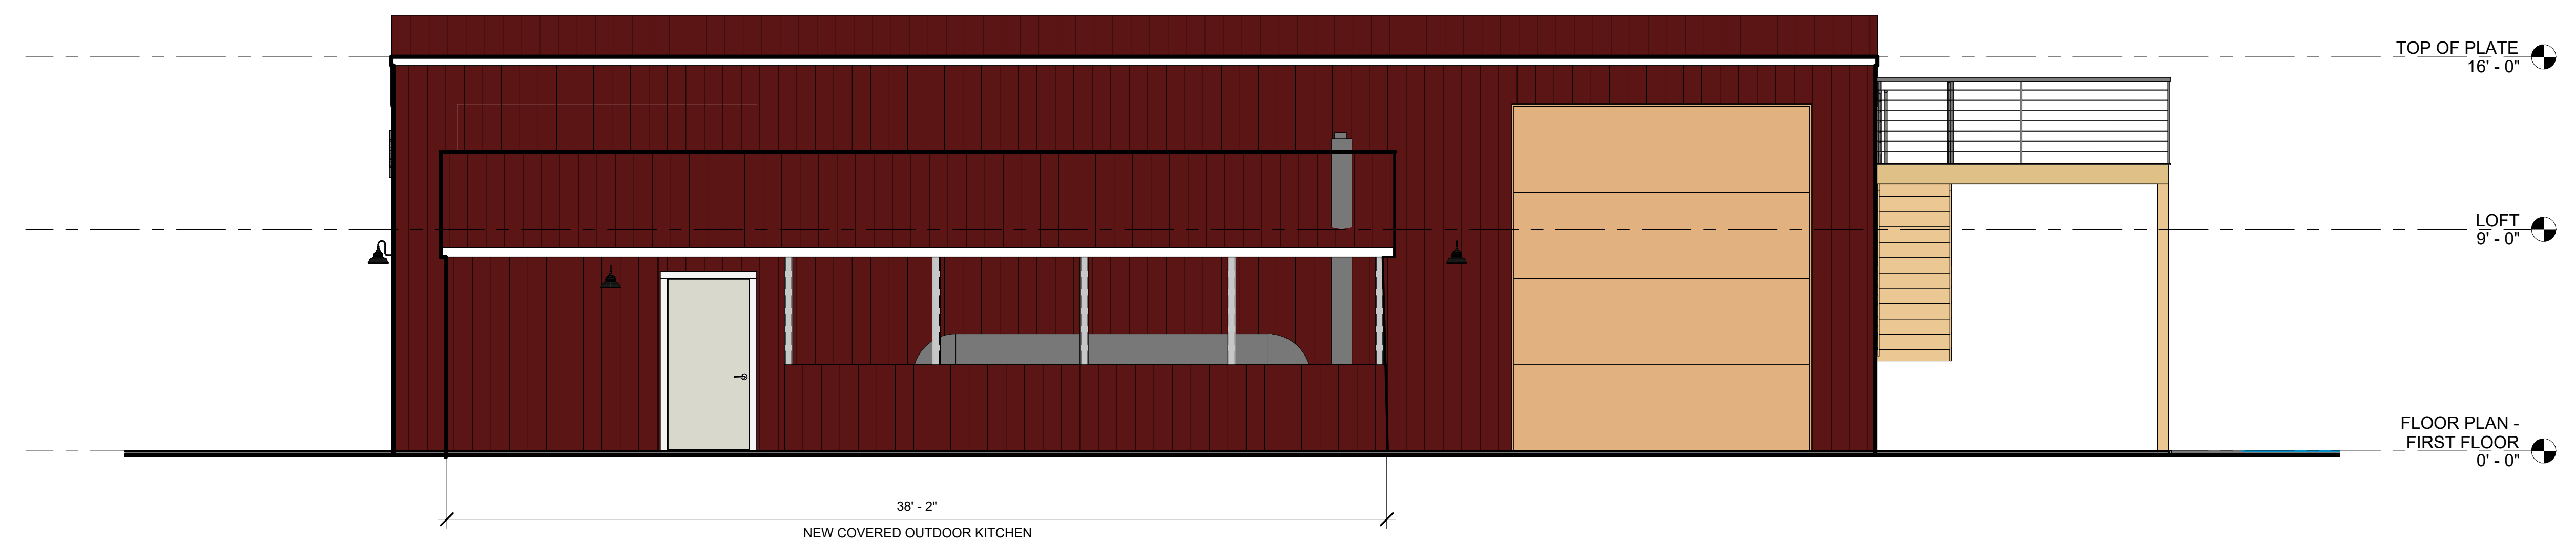 TOP OF PLATE
16' - 0"
LOFT
9' - 0"
FLOOR PLAN -
FIRST FLOOR
0' - 0"
38' - 2"
NEW COVERED OUTDOOR KITCHEN